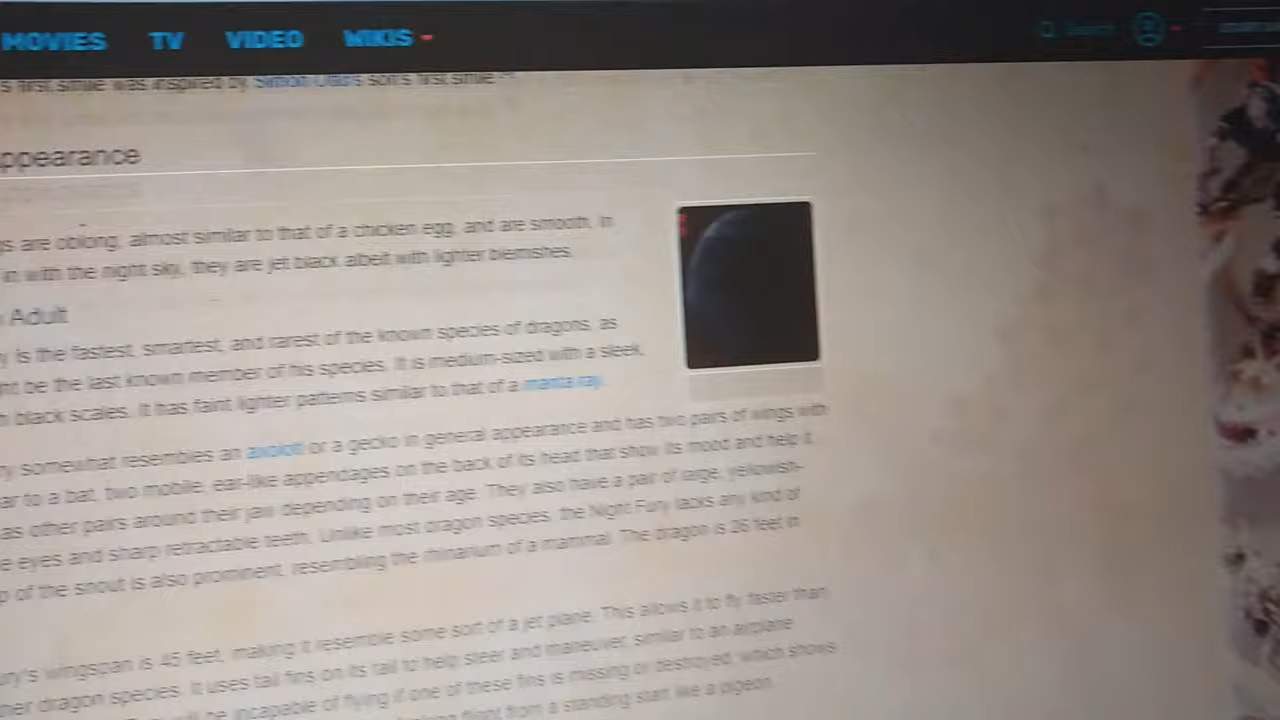 MOVIES TV VIDEO WIKIS
's first smile was inspired by Simon Otto's son's first smile.
ppearance
gs are oblong, almost similar to that of a chicken egg, and are smooth. In
in with the night sky, they are jet black albeit with lighter blemishes.
Adult
y is the fastest, smartest, and rarest of the known species of dragons, as
ht be the last known member of his species. It is medium-sized with a sleek,
h black scales. It has faint lighter patterns similar to that of a manta ray.
ry somewhat resembles an axolotl or a gecko in general appearance and has two pairs of wings with
ar to a bat, two mobile, ear-like appendages on the back of its head that show its mood and help it
as other pairs around their jaw depending on their age. They also have a pair of large, yellowish-
e eyes and sharp retractable teeth. Unlike most dragon species, the Night Fury lacks any kind of
p of the snout is also prominent, resembling the rhinarium of a mammal. The dragon is 26 feet in
ury's wingspan is 45 feet, making it resemble some sort of a jet plane. This allows it to fly faster than
her dragon species. It uses tail fins on its tail to help steer and maneuver, similar to an airplane
will be incapable of flying if one of these fins is missing or destroyed, which shows
flight from a standing start like a pigeon.